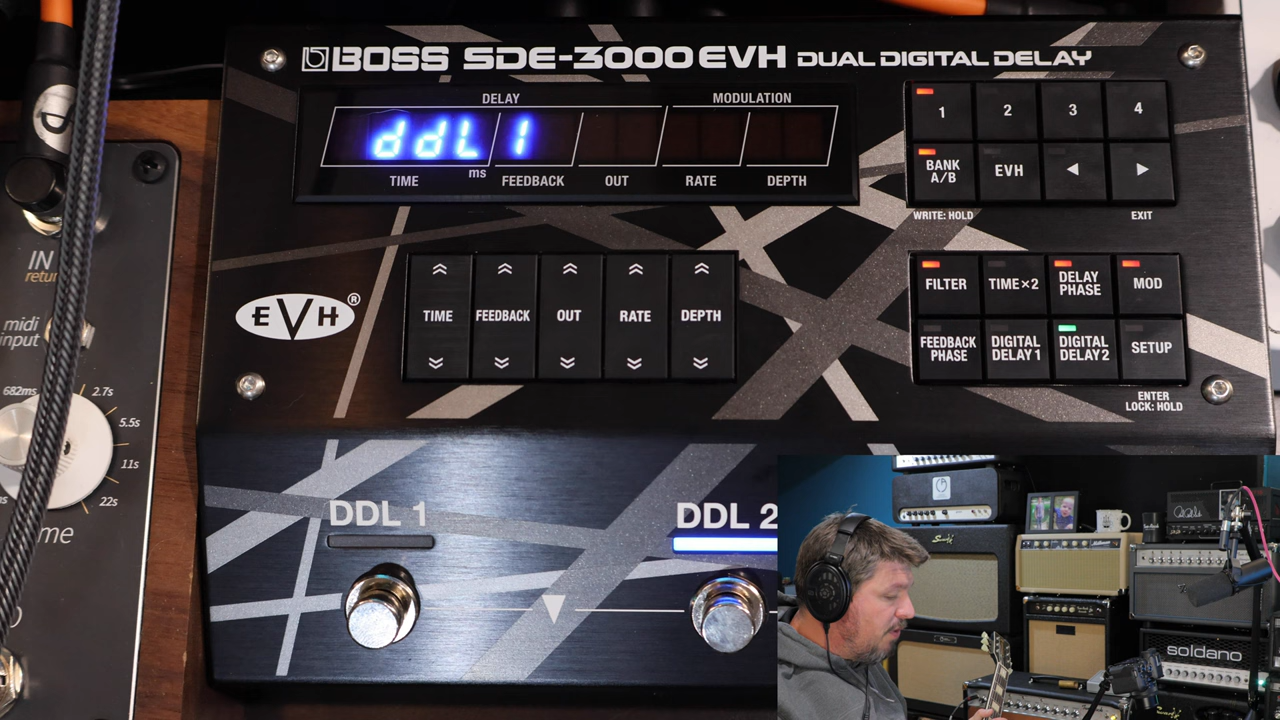 BOSS SDE-3000EVH DUAL DIGITAL DELAY
DELAY
MODULATION
ddL 1
TIME
ms
FEEDBACK
OUT
RATE
DEPTH
1
2
3
4
BANK
A/B
EVH
WRITE: HOLD
EXIT
TIME
FEEDBACK
OUT
RATE
DEPTH
FILTER
TIME×2
DELAY
PHASE
MOD
FEEDBACK
PHASE
DIGITAL
DELAY 1
DIGITAL
DELAY 2
SETUP
ENTER
LOCK: HOLD
EVH®
IN
midi
input
682ms
2.7s
5.5s
11s
22s
DDL 1
DDL 2
soldano